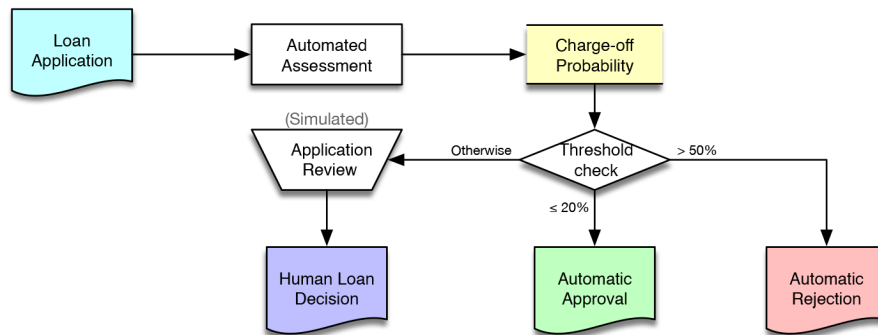 Loan
Application
Automated
Assessment
Charge-off
Probability
(Simulated)
Application
Review
Otherwise
Threshold
check
> 50%
≤ 20%
Human Loan
Decision
Automatic
Approval
Automatic
Rejection